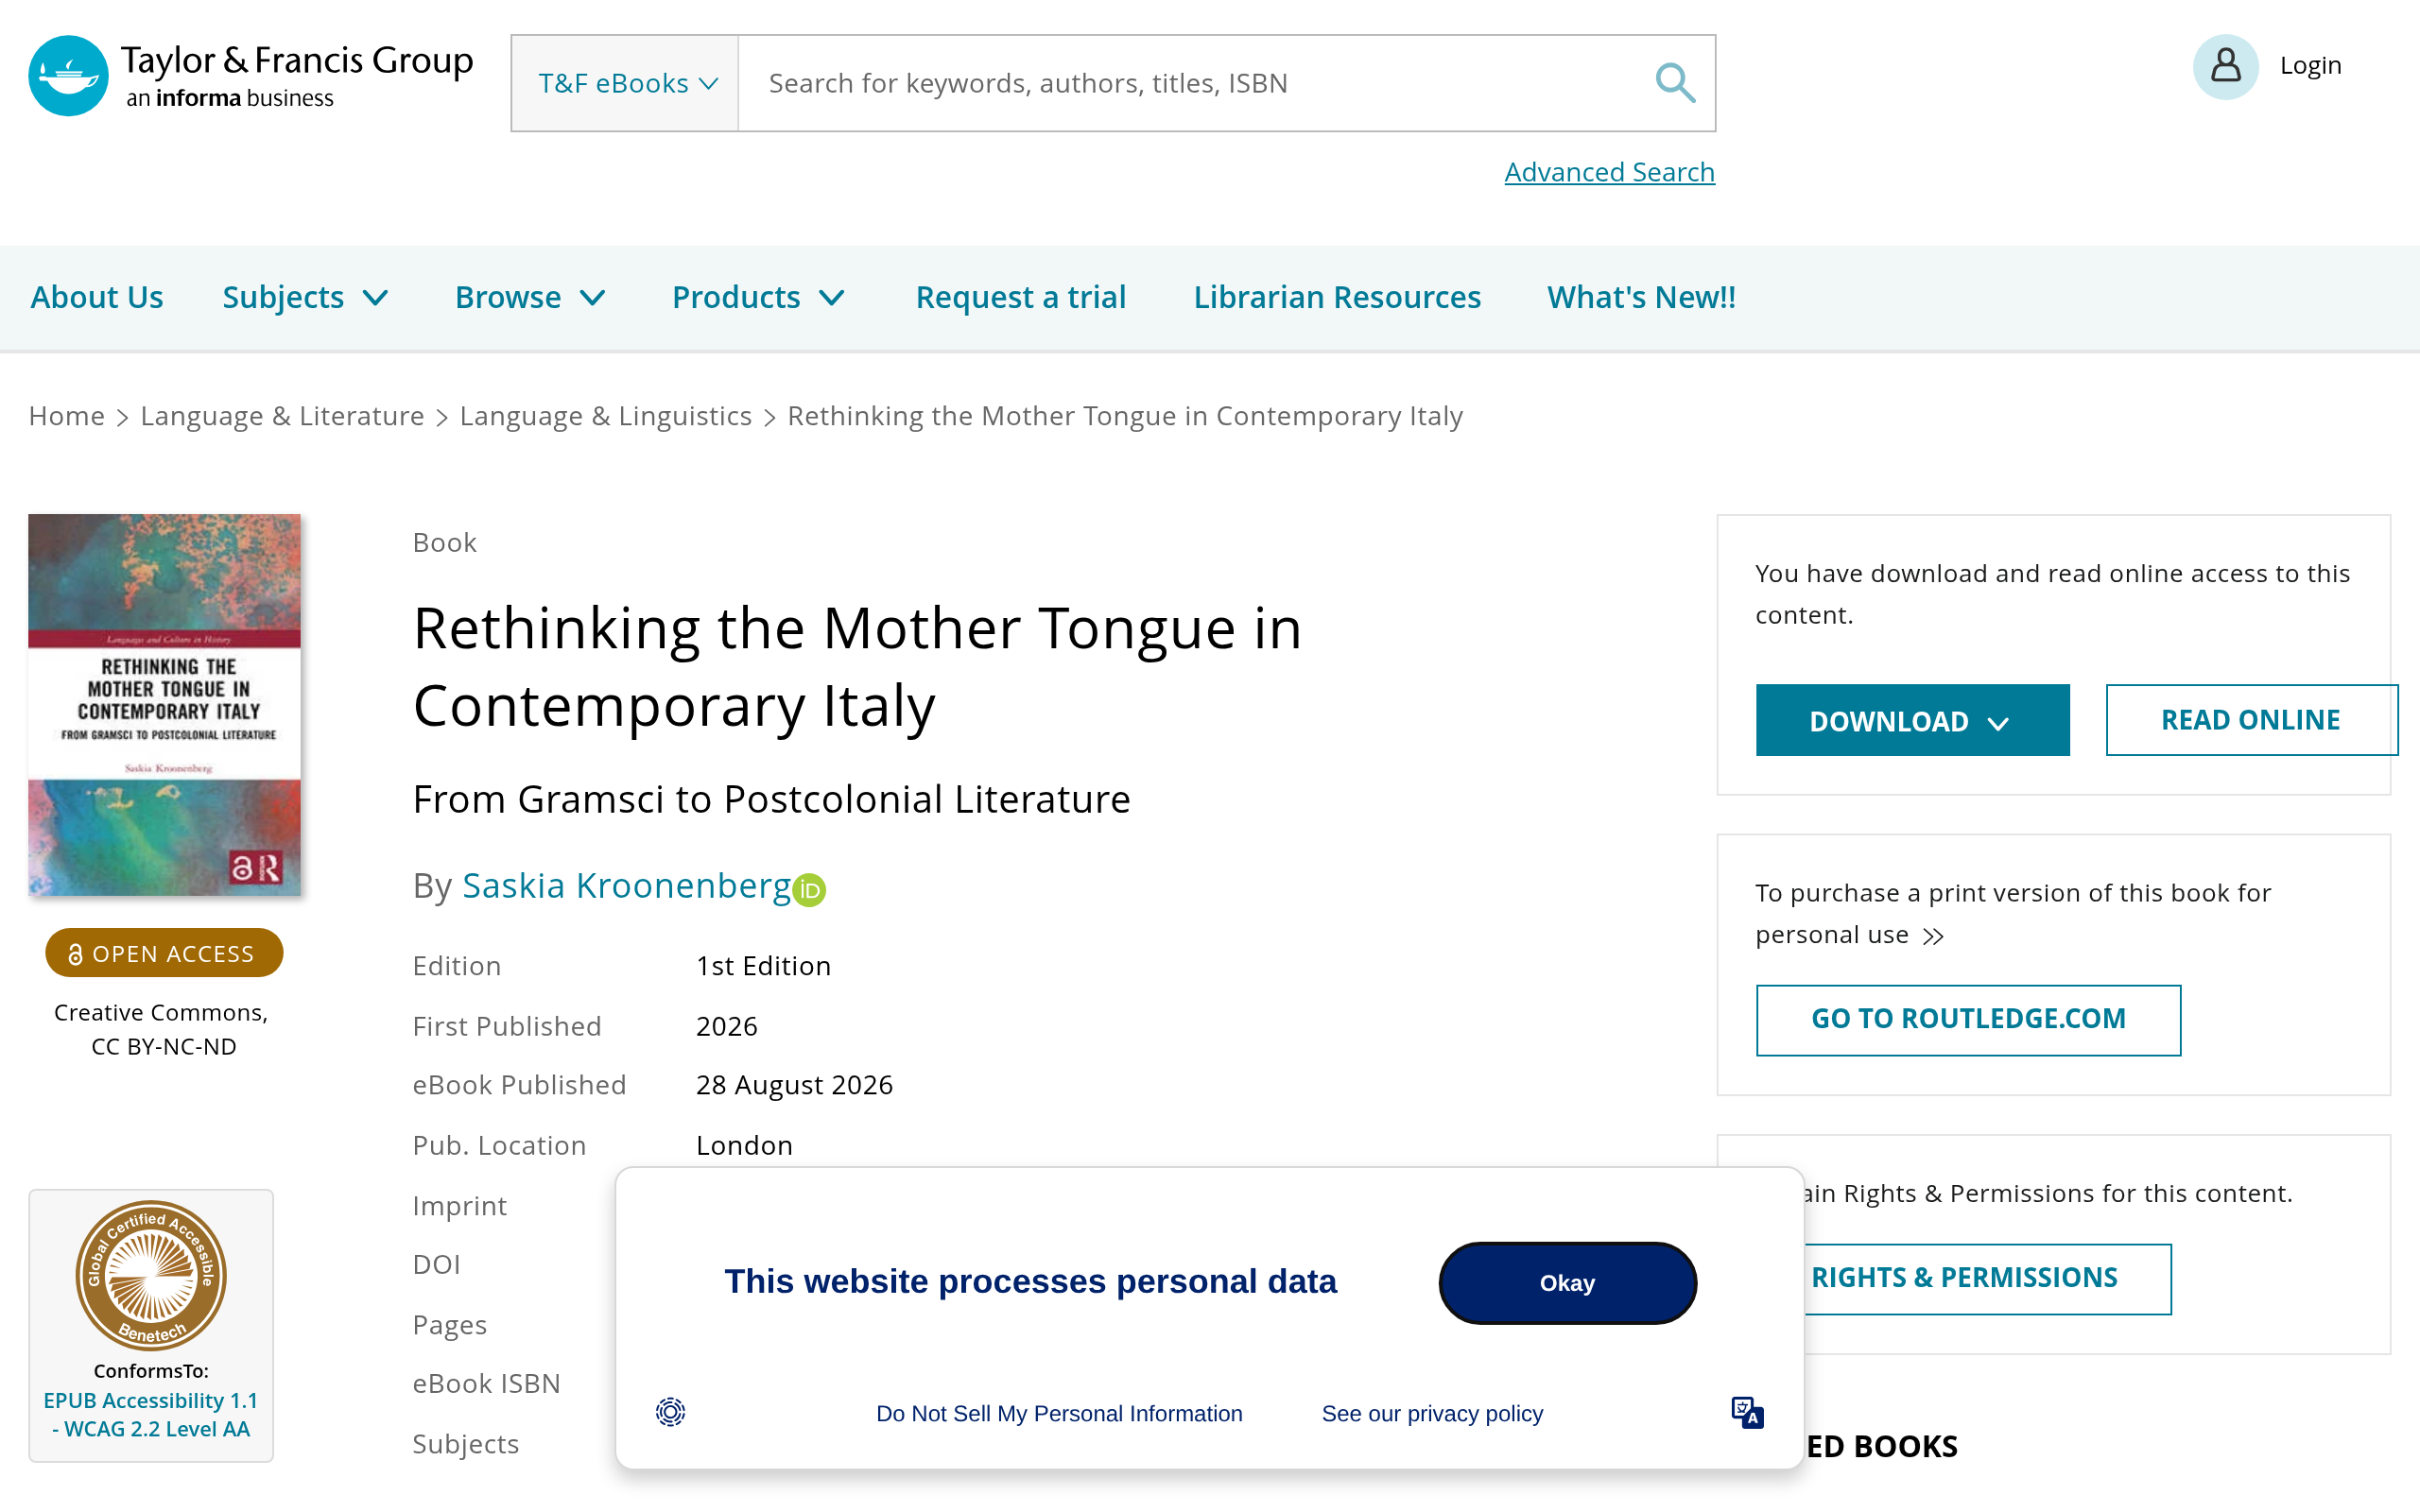 Taylor & Francis Group
an informa business
T&F eBooks
Search for keywords, authors, titles, ISBN
Login
Advanced Search
About Us
Subjects
Browse
Products
Request a trial
Librarian Resources
What's New!!
Home > Language & Literature > Language & Linguistics > Rethinking the Mother Tongue in Contemporary Italy
Languages and Culture in History
RETHINKING THE
MOTHER TONGUE IN
CONTEMPORARY ITALY
FROM GRAMSCI TO POSTCOLONIAL LITERATURE
Saskia Kroonenberg
OPEN ACCESS
Creative Commons,
CC BY-NC-ND
Global Certified Accessible
Benetech
ConformsTo:
EPUB Accessibility 1.1
- WCAG 2.2 Level AA
Book
Rethinking the Mother Tongue in
Contemporary Italy
From Gramsci to Postcolonial Literature
By Saskia Kroonenberg iD
Edition 1st Edition
First Published 2026
eBook Published 28 August 2026
Pub. Location London
Imprint
DOI
Pages
eBook ISBN
Subjects
You have download and read online access to this
content.
DOWNLOAD
READ ONLINE
To purchase a print version of this book for
personal use
GO TO ROUTLEDGE.COM
ain Rights & Permissions for this content.
RIGHTS & PERMISSIONS
ED BOOKS
This website processes personal data
Okay
Do Not Sell My Personal Information
See our privacy policy